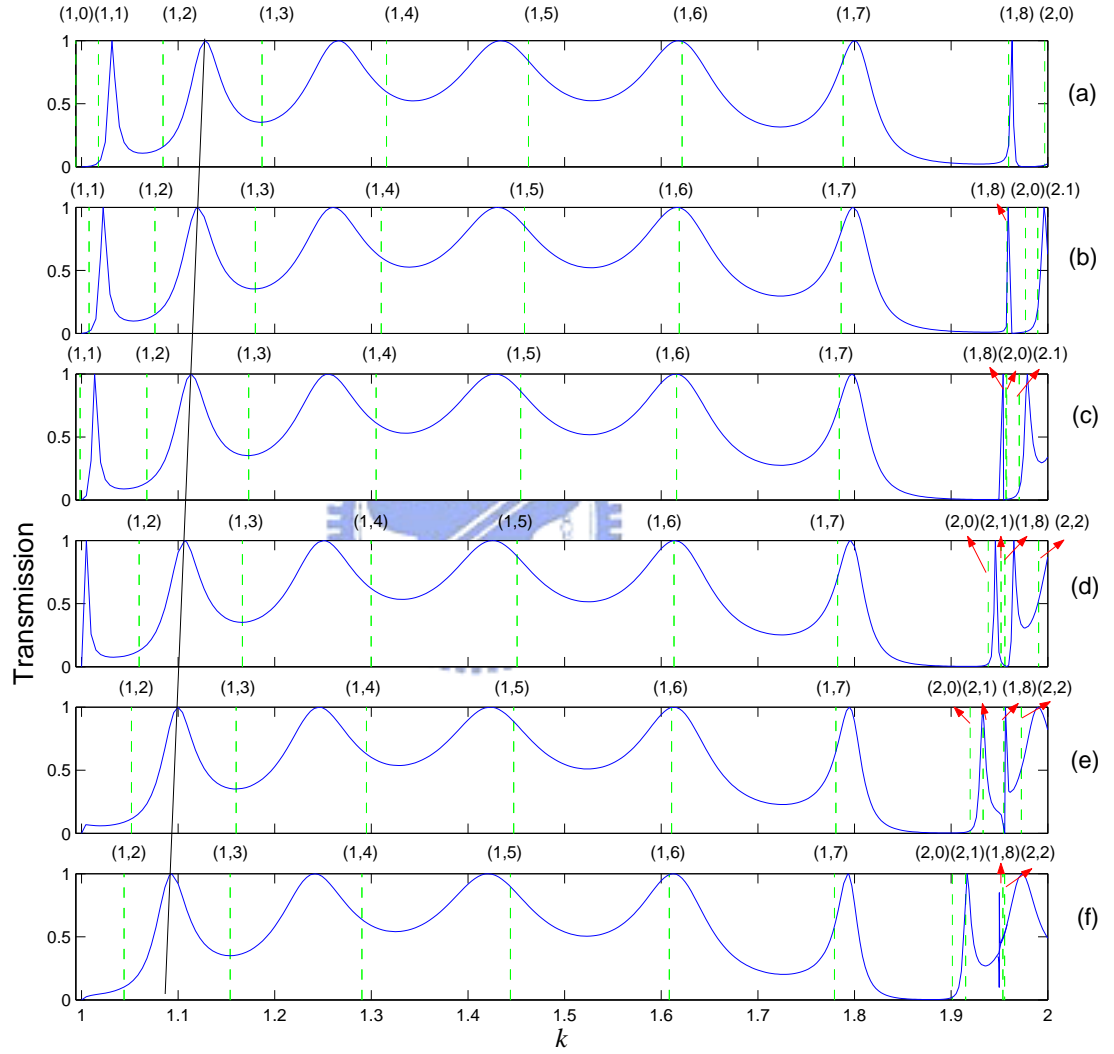 (1,0)(1,1) (1,2) (1,3) (1,4) (1,5) (1,6) (1,7) (1,8) (2,0)
1
0.5
0
(a)
(1,1) (1,2) (1,3) (1,4) (1,5) (1,6) (1,7) (1,8) (2,0)(2.1)
1
0.5
0
(b)
(1,1) (1,2) (1,3) (1,4) (1,5) (1,6) (1,7) (1,8)(2,0)(2.1)
1
0.5
0
(c)
(1,2) (1,3) (1,4) (1,5) (1,6) (1,7) (2,0)(2,1)(1,8) (2,2)
1
0.5
0
(d)
(1,2) (1,3) (1,4) (1,5) (1,6) (1,7) (2,0)(2,1) (1,8)(2,2)
1
0.5
0
(e)
(1,2) (1,3) (1,4) (1,5) (1,6) (1,7) (2,0)(2,1)(1,8)(2,2)
1
0.5
0
(f)
1 1.1 1.2 1.3 1.4 1.5 1.6 1.7 1.8 1.9 2
k
Transmission